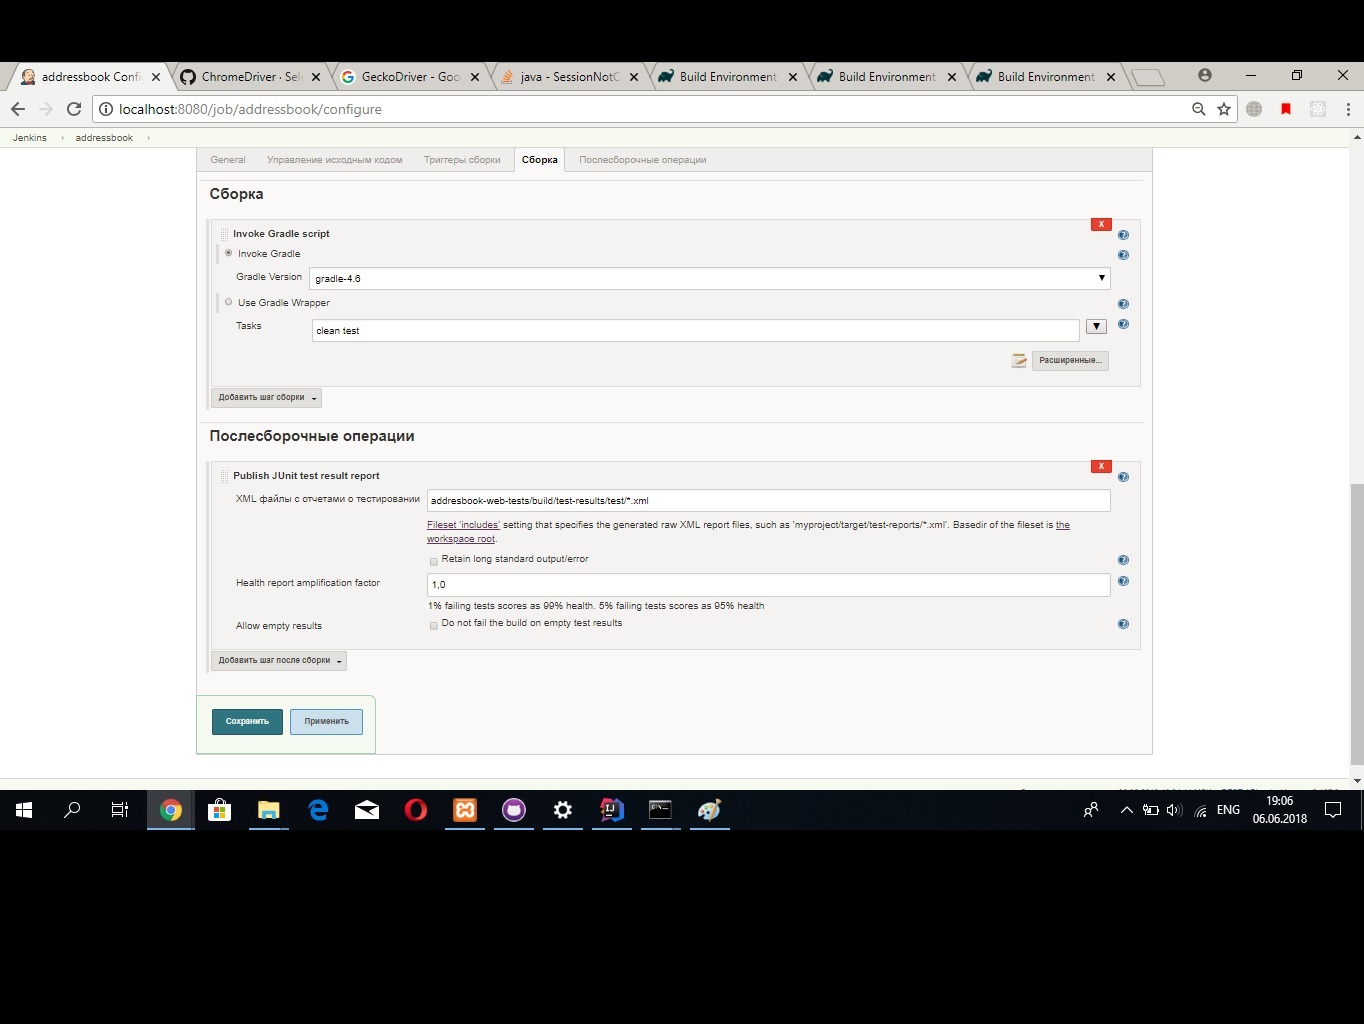 addressbook Confi
ChromeDriver · Sel
GeckoDriver - Goo
java - SessionNotC
Build Environment
Build Environment
Build Environment
localhost:8080/job/addressbook/configure
Jenkins › addressbook ›
General Управление исходным кодом Триггеры сборки Сборка Послесборочные операции
Сборка
X
Invoke Gradle script
Invoke Gradle
Gradle Version gradle-4.6
Use Gradle Wrapper
Tasks clean test
Расширенные...
Добавить шаг сборки
Послесборочные операции
X
Publish JUnit test result report
XML файлы с отчетами о тестировании addresbook-web-tests/build/test-results/test/*.xml
Fileset 'includes' setting that specifies the generated raw XML report files, such as 'myproject/target/test-reports/*.xml'. Basedir of the fileset is the
workspace root.
Retain long standard output/error
Health report amplification factor 1,0
1% failing tests scores as 99% health. 5% failing tests scores as 95% health
Allow empty results Do not fail the build on empty test results
Добавить шаг после сборки
Сохранить Применить
ENG
19:06
06.06.2018